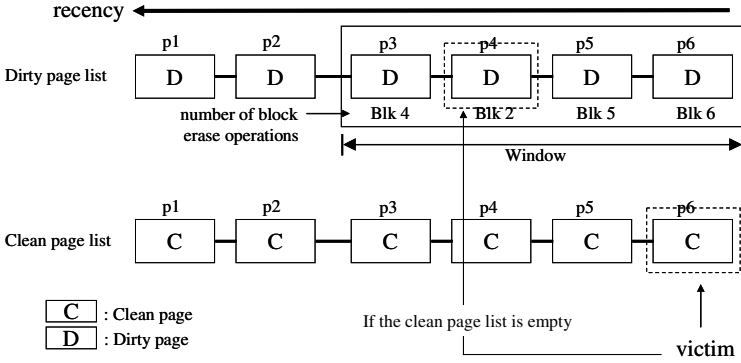 recency
p1 p2 p3 p4 p5 p6
Dirty page list D D D D D D
number of block erase operations Blk 4 Blk 2 Blk 5 Blk 6
Window
p1 p2 p3 p4 p5 p6
Clean page list C C C C C C
C : Clean page
If the clean page list is empty
D : Dirty page
victim